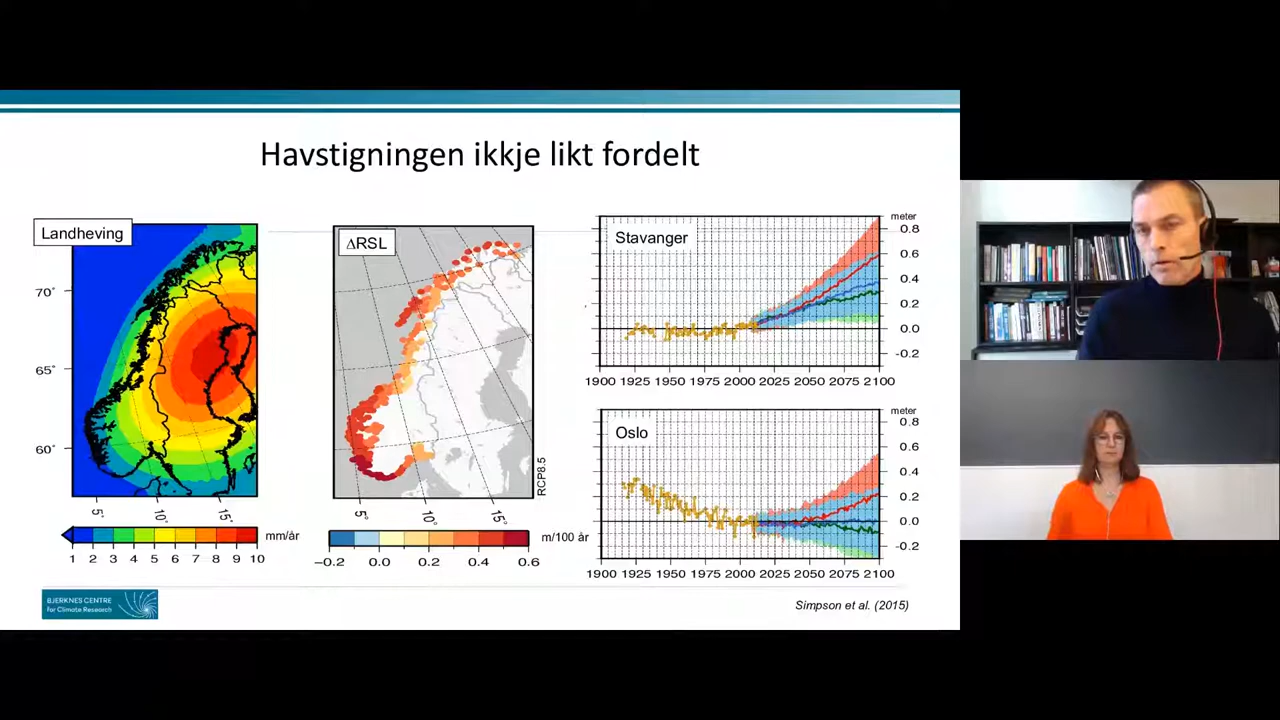 Havstigningen ikkje likt fordelt
Landheving
70°
65°
60°
5°
10°
15°
1 2 3 4 5 6 7 8 9 10
mm/år
ΔRSL
RCP8.5
5°
10°
15°
−0.2 0.0 0.2 0.4 0.6
m/100 år
Stavanger
meter
0.8
0.6
0.4
0.2
0.0
-0.2
1900 1925 1950 1975 2000 2025 2050 2075 2100
Oslo
meter
0.8
0.6
0.4
0.2
0.0
-0.2
1900 1925 1950 1975 2000 2025 2050 2075 2100
BJERKNES CENTRE
for Climate Research
Simpson et al. (2015)